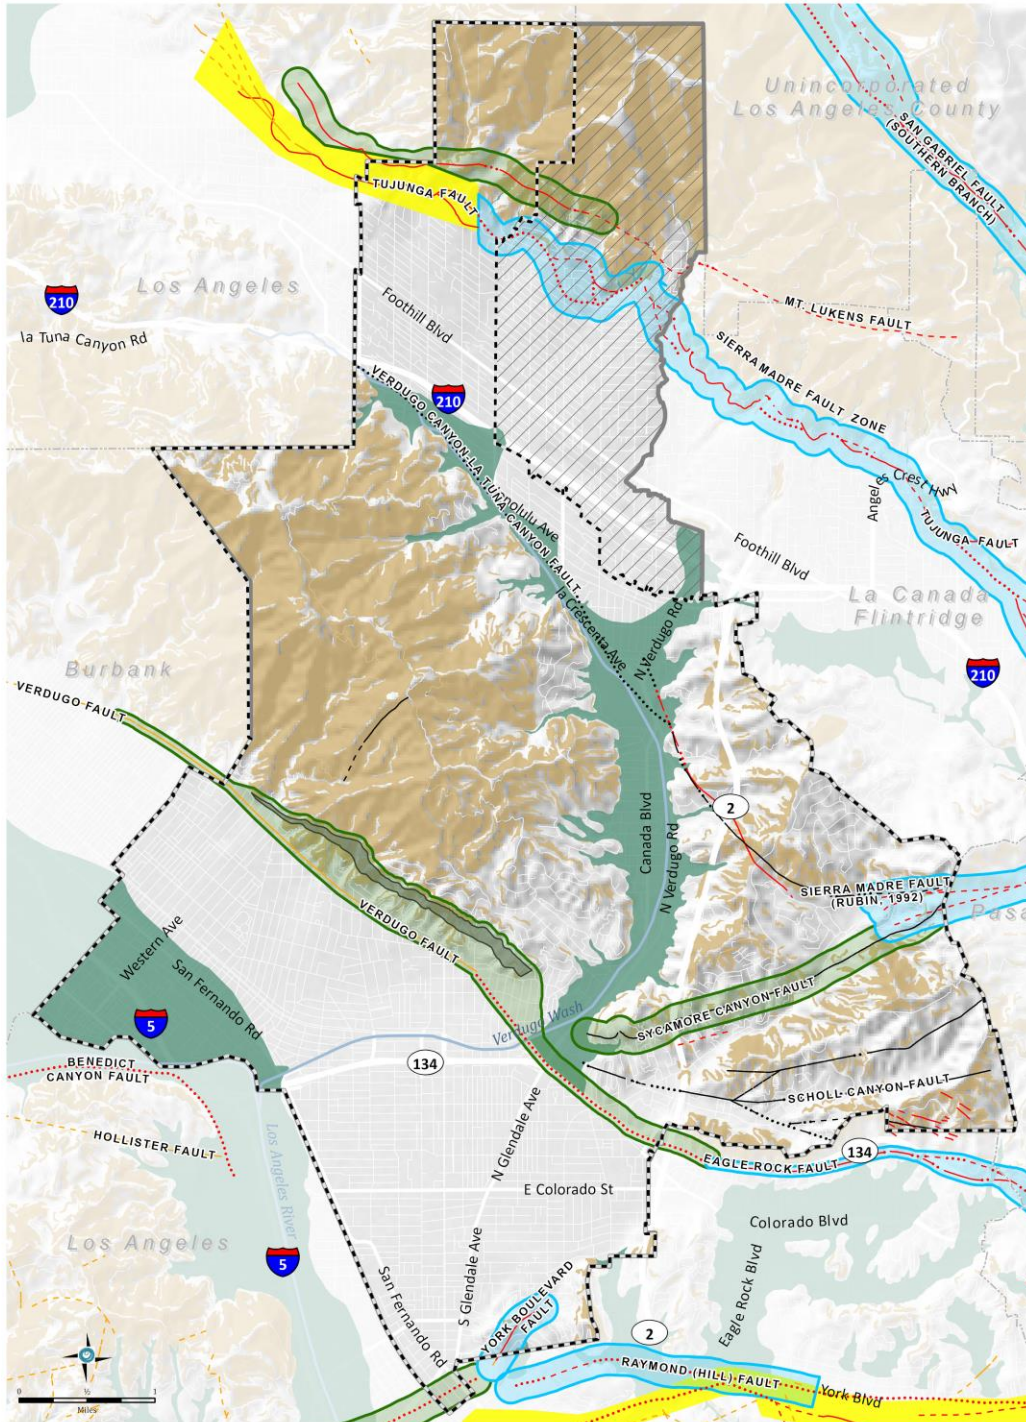 Unincorporated
Los Angeles County
SAN GABRIEL FAULT
(SOUTHERN BRANCH)
TUJUNGA FAULT
Los Angeles
210
la Tuna Canyon Rd
Foothill Blvd
MT. LUKENS FAULT
SIERRA MADRE FAULT ZONE
210
VERDUGO CANYON-LA TUNA CANYON FAULT
Honolulu Ave
Angeles Crest Hwy
TUJUNGA FAULT
Foothill Blvd
la Crescenta Ave
N Verdugo Rd
La Canada
Flintridge
210
Burbank
VERDUGO FAULT
2
Canada Blvd
N Verdugo Rd
SIERRA MADRE FAULT
(RUBIN, 1992)
VERDUGO FAULT
Western Ave
San Fernando Rd
5
SYCAMORE CANYON FAULT
Verdugo Wash
134
BENEDICT
CANYON FAULT
SCHOLL CANYON FAULT
HOLLISTER FAULT
Los Angeles River
N Glendale Ave
EAGLE ROCK FAULT
134
E Colorado St
Colorado Blvd
Los Angeles
5
San Fernando Rd
S Glendale Ave
YORK BOULEVARD
FAULT
Eagle Rock Blvd
2
RAYMOND (HILL) FAULT
York Blvd
0 ½ 1
Miles